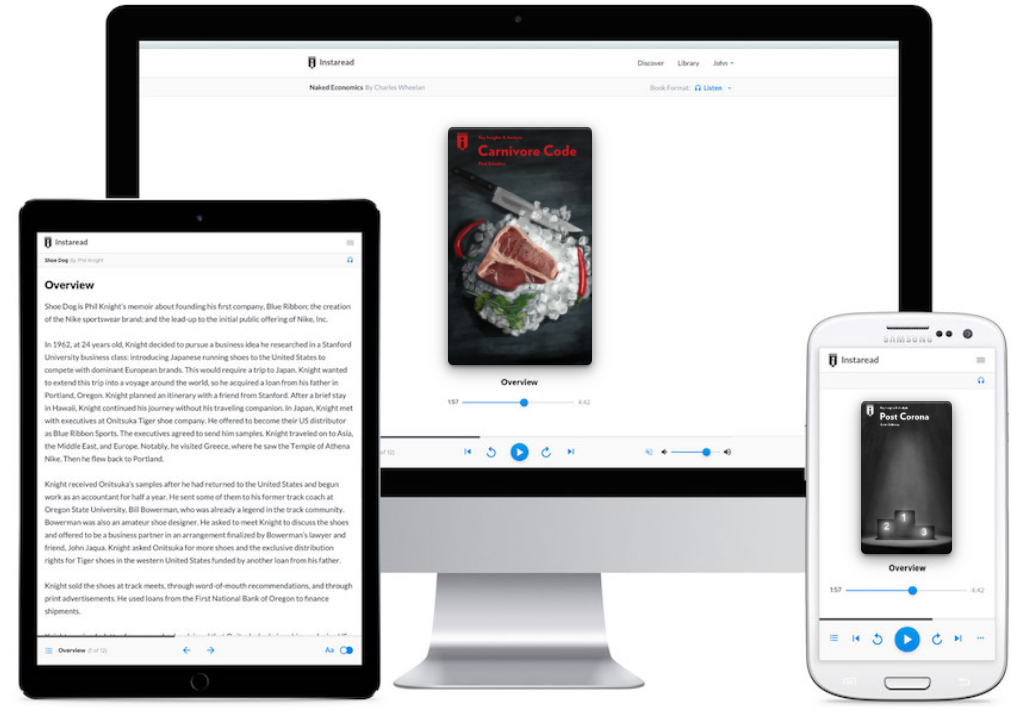 Instaread
Discover Library John
Naked Economics By Charles Wheelan
Book Format: Listen
Key Insights & Analysis
Carnivore Code
Paul Saladino
Overview
1:57 4:42
of 12)
Instaread
Shoe Dog By Phil Knight
Overview
Shoe Dog is Phil Knight's memoir about founding his first company, Blue Ribbon; the creation
of the Nike sportswear brand; and the lead-up to the initial public offering of Nike, Inc.
In 1962, at 24 years old, Knight decided to pursue a business idea he researched in a Stanford
University business class: introducing Japanese running shoes to the United States to
compete with dominant European brands. This would require a trip to Japan. Knight wanted
to extend this trip into a voyage around the world, so he acquired a loan from his father in
Portland, Oregon. Knight planned an itinerary with a friend from Stanford. After a brief stay
in Hawaii, Knight continued his journey without his traveling companion. In Japan, Knight met
with executives at Onitsuka Tiger shoe company. He offered to become their US distributor
as Blue Ribbon Sports. The executives agreed to send him samples. Knight traveled on to Asia,
the Middle East, and Europe. Notably, he visited Greece, where he saw the Temple of Athena
Nike. Then he flew back to Portland.
Knight received Onitsuka's samples after he had returned to the United States and begun
work as an accountant for half a year. He sent some of them to his former track coach at
Oregon State University, Bill Bowerman, who was already a legend in the track community.
Bowerman was also an amateur shoe designer. He asked to meet Knight to discuss the shoes
and offered to be a business partner in an arrangement finalized by Bowerman's lawyer and
friend, John Jaqua. Knight asked Onitsuka for more shoes and the exclusive distribution
rights for Tiger shoes in the western United States funded by another loan from his father.
Knight sold the shoes at track meets, through word-of-mouth recommendations, and through
print advertisements. He used loans from the First National Bank of Oregon to finance
shipments.
Overview (1 of 12)
Aa
SAMSUNG
Instaread
Key Insights & Analysis
Post Corona
2 1 3
Overview
1:57 4:42